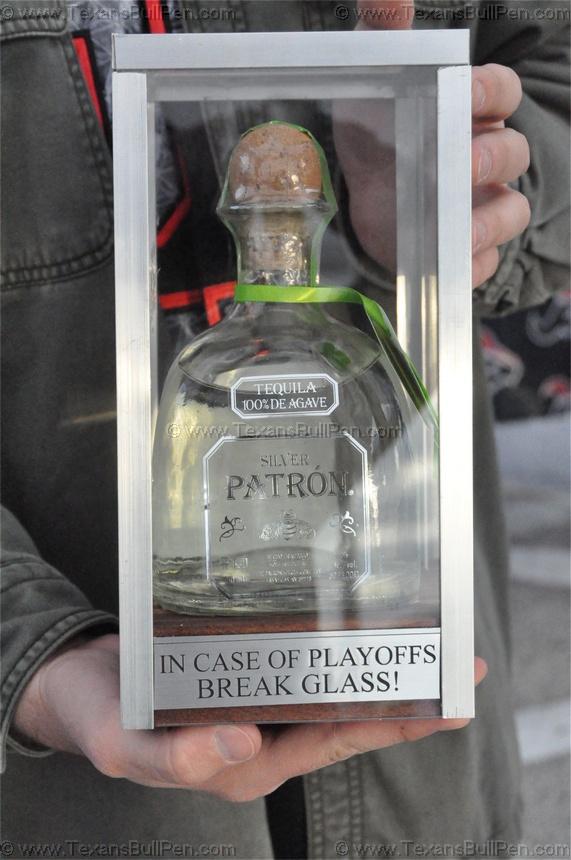 © www.TexansBullPen.com © www.TexansBullPen.com
TEQUILA
100% DE AGAVE
© www.TexansBullPen.com ©
SILVER
PATRÓN
IN CASE OF PLAYOFFS
BREAK GLASS!
© www.TexansBullPen.com © www.TexansBullPen.com